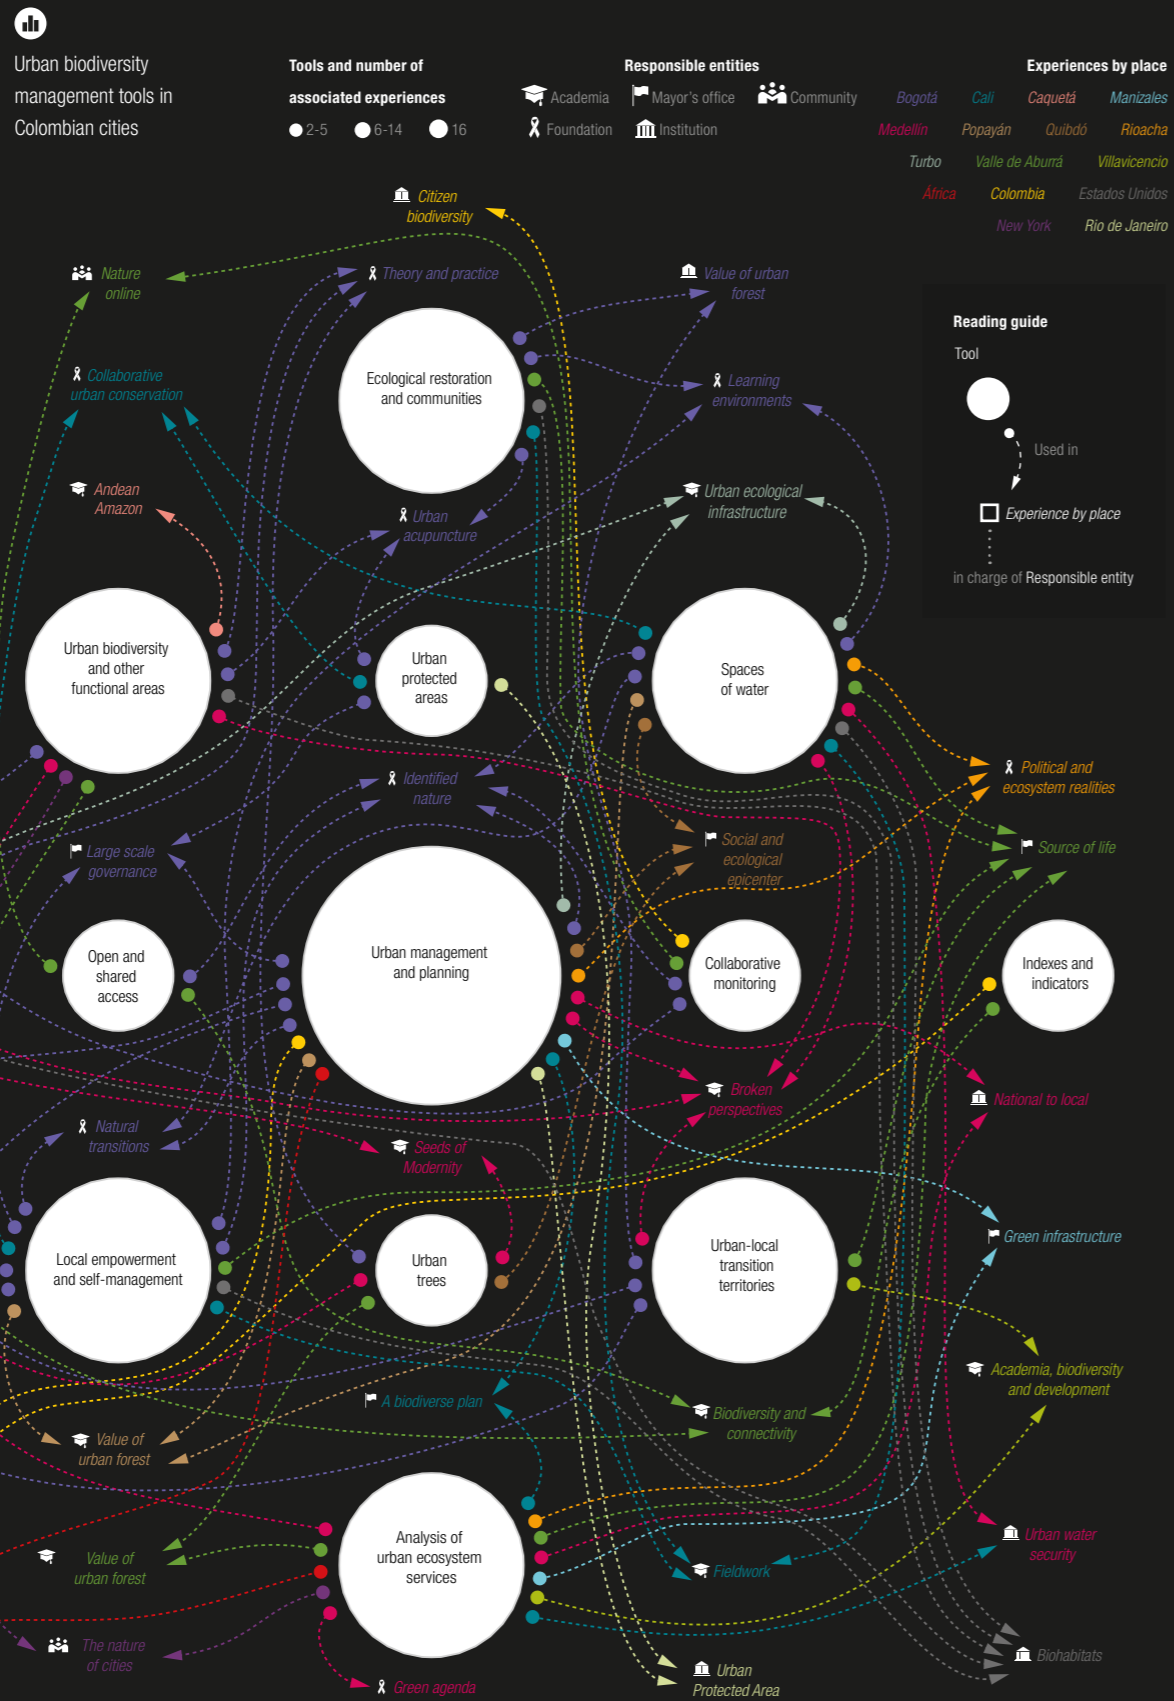 Urban biodiversity
management tools in
Colombian cities
Tools and number of
associated experiences
2-5
6-14
16
Responsible entities
Academia
Mayor's office
Community
Foundation
Institution
Experiences by place
Bogotá
Cali
Caquetá
Manizales
Medellín
Popayán
Quibdó
Rioacha
Turbo
Valle de Aburrá
Villavicencio
África
Colombia
Estados Unidos
New York
Rio de Janeiro
Citizen
biodiversity
Nature
online
Theory and practice
Value of urban
forest
Reading guide
Tool
Used in
Experience by place
in charge of Responsible entity
Collaborative
urban conservation
Ecological restoration
and communities
Learning
environments
Andean
Amazon
Urban
acupuncture
Urban ecological
infrastructure
Urban biodiversity
and other
functional areas
Urban
protected
areas
Spaces
of water
Identified
nature
Political and
ecosystem realities
Large scale
governance
Social and
ecological
epicenter
Source of life
Open and
shared
access
Urban management
and planning
Collaborative
monitoring
Indexes and
indicators
Broken
perspectives
National to local
Natural
transitions
Seeds of
Modernity
Green infrastructure
Local empowerment
and self-management
Urban
trees
Urban-local
transition
territories
Academia, biodiversity
and development
A biodiverse plan
Biodiversity and
connectivity
Value of
urban forest
Analysis of
urban ecosystem
services
Urban water
security
Value of
urban forest
Fieldwork
The nature
of cities
Biohabitats
Green agenda
Urban
Protected Area